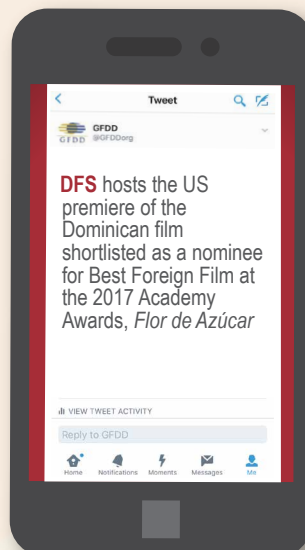 Tweet
GFDD
GFDD
@GFDDorg
DFS hosts the US
premiere of the
Dominican film
shortlisted as a nominee
for Best Foreign Film at
the 2017 Academy
Awards, Flor de Azúcar
VIEW TWEET ACTIVITY
Reply to GFDD
Home Notifications Moments Messages Me